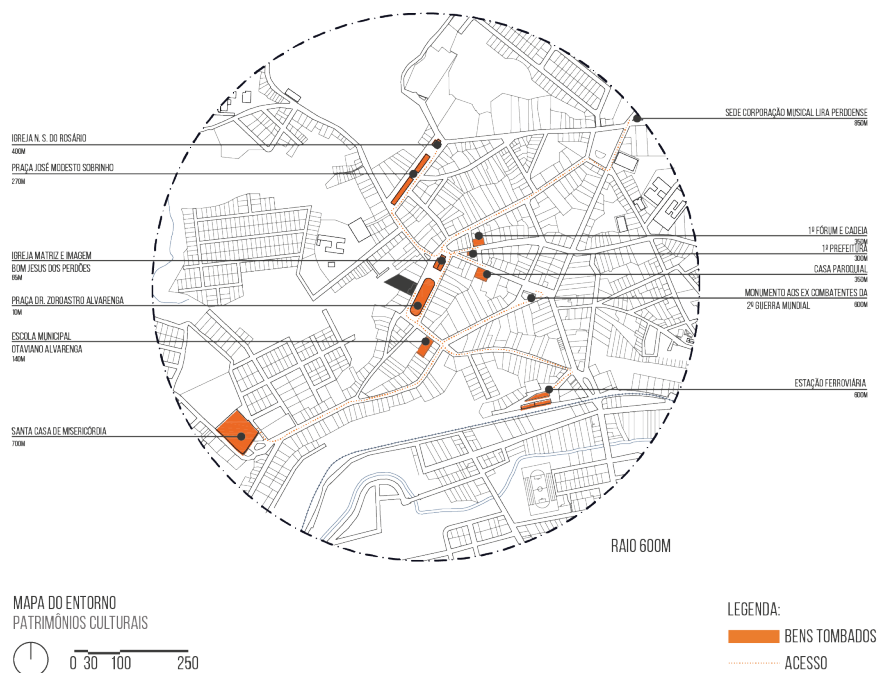 IGREJA N. S. DO ROSÁRIO
400M
PRAÇA JOSÉ MODESTO SOBRINHO
270M
IGREJA MATRIZ E IMAGEM
BOM JESUS DOS PERDÕES
65M
PRAÇA DR. ZOROASTRO ALVARENGA
10M
ESCOLA MUNICIPAL
OTAVIANO ALVARENGA
140M
SANTA CASA DE MISERICÓRDIA
700M
SEDE CORPORAÇÃO MUSICAL LIRA PERDOENSE
850M
1ª FÓRUM E CADEIA
350M
1ª PREFEITURA
300M
CASA PAROQUIAL
350M
MONUMENTO AOS EX COMBATENTES DA
2ª GUERRA MUNDIAL
600M
ESTAÇÃO FERROVIÁRIA
600M
RAIO 600M
MAPA DO ENTORNO
PATRIMÔNIOS CULTURAIS
0 30 100 250
LEGENDA:
BENS TOMBADOS
ACESSO